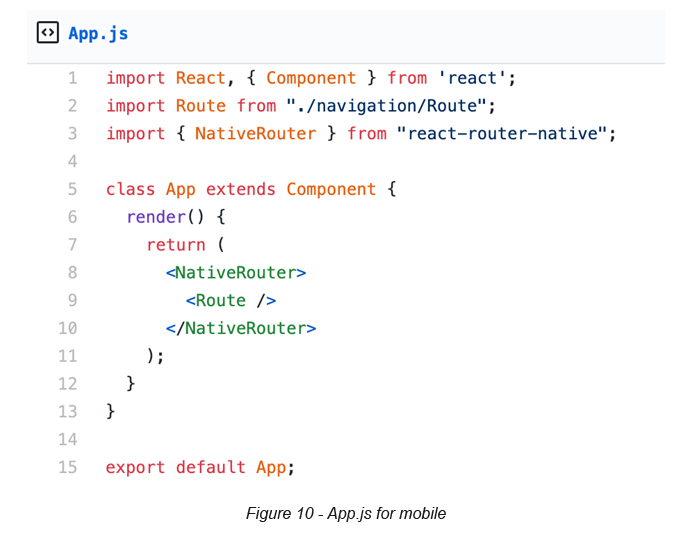 App.js
1 import React, { Component } from 'react';
2 import Route from "./navigation/Route";
3 import { NativeRouter } from "react-router-native";
4
5 class App extends Component {
6   render() {
7     return (
8       <NativeRouter>
9         <Route />
10       </NativeRouter>
11     );
12   }
13 }
14
15 export default App;
Figure 10 - App.js for mobile